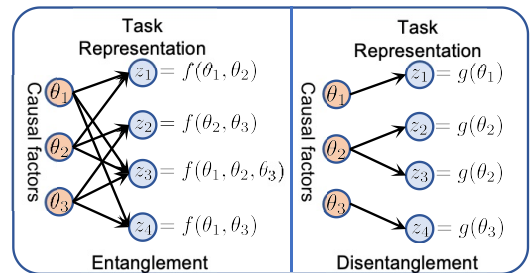 Task
Representation
Causal factors
θ₁
θ₂
θ₃
z₁ = f(θ₁, θ₂)
z₂ = f(θ₂, θ₃)
z₃ = f(θ₁, θ₂, θ₃)
z₄ = f(θ₁, θ₃)
Entanglement
Task
Representation
Causal factors
θ₁
θ₂
θ₃
z₁ = g(θ₁)
z₂ = g(θ₂)
z₃ = g(θ₂)
z₄ = g(θ₃)
Disentanglement